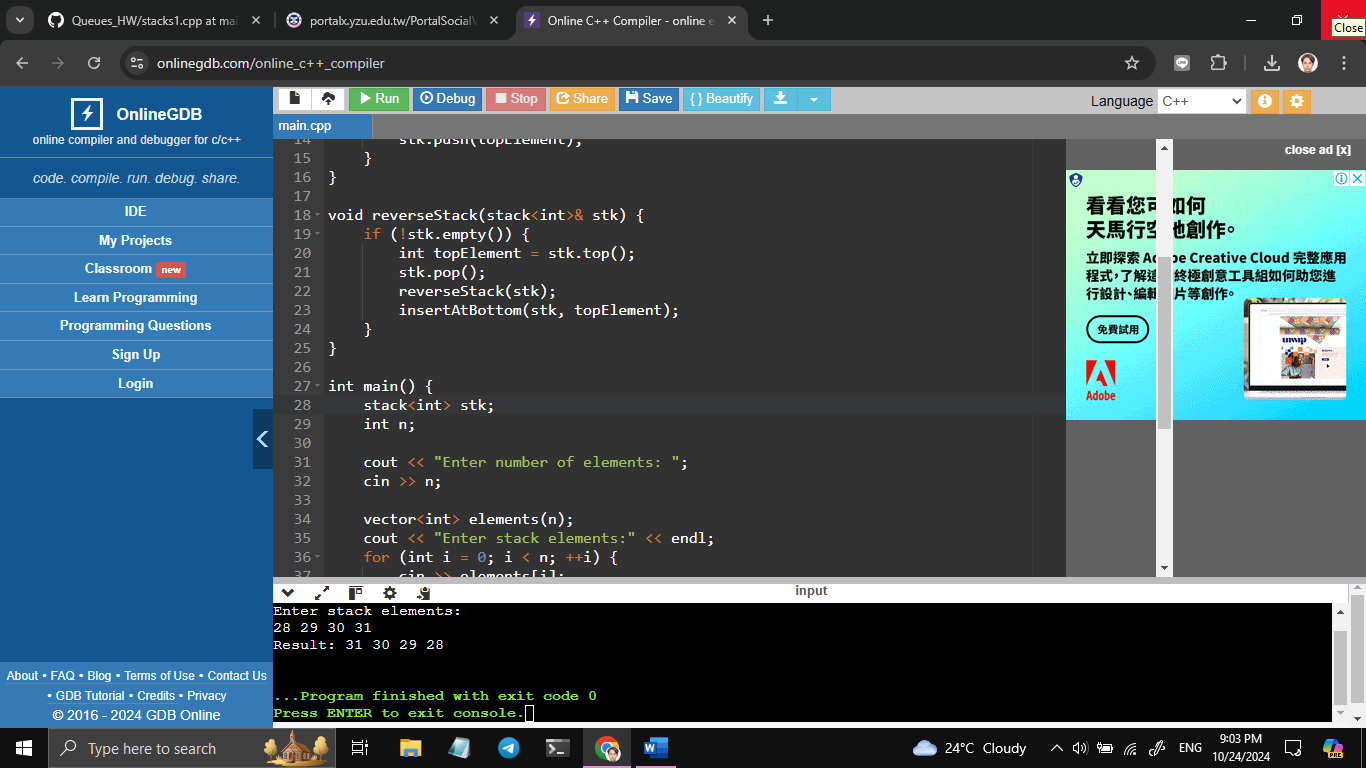 Queues_HW/stacks1.cpp at mai
portalx.yzu.edu.tw/PortalSocialV
Online C++ Compiler - online e
Close
onlinegdb.com/online_c++_compiler
OnlineGDB
online compiler and debugger for c/c++
code. compile. run. debug. share.
IDE
My Projects
Classroom new
Learn Programming
Programming Questions
Sign Up
Login
About • FAQ • Blog • Terms of Use • Contact Us
• GDB Tutorial • Credits • Privacy
© 2016 - 2024 GDB Online
Run Debug Stop Share Save { } Beautify
Language C++
main.cpp
14 stk.push(topElement);
15 }
16 }
17
18 void reverseStack(stack<int>& stk) {
19 if (!stk.empty()) {
20 int topElement = stk.top();
21 stk.pop();
22 reverseStack(stk);
23 insertAtBottom(stk, topElement);
24 }
25 }
26
27 int main() {
28 stack<int> stk;
29 int n;
30
31 cout << "Enter number of elements: ";
32 cin >> n;
33
34 vector<int> elements(n);
35 cout << "Enter stack elements:" << endl;
36 for (int i = 0; i < n; ++i) {
37 cin >> elements[i];
close ad [x]
看看您可如何
天馬行空地創作。
立即探索 Adobe Creative Cloud 完整應用
程式,了解這終極創意工具組如何助您進
行設計、編輯片等創作。
免費試用
Adobe
input
Enter stack elements:
28 29 30 31
Result: 31 30 29 28
...Program finished with exit code 0
Press ENTER to exit console.
Type here to search
24°C Cloudy
ENG
9:03 PM
10/24/2024